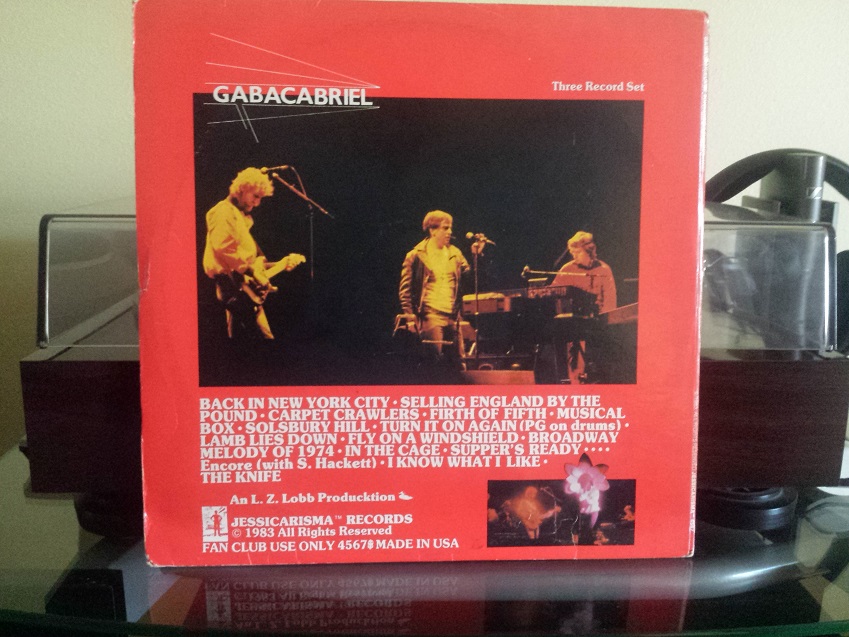 GABACABRIEL
Three Record Set
BACK IN NEW YORK CITY • SELLING ENGLAND BY THE
POUND • CARPET CRAWLERS • FIRTH OF FIFTH • MUSICAL
BOX • SOLSBURY HILL • TURN IT ON AGAIN (PG on drums) •
LAMB LIES DOWN • FLY ON A WINDSHIELD • BROADWAY
MELODY OF 1974 • IN THE CAGE • SUPPER'S READY • • • •
Encore (with S. Hackett) • I KNOW WHAT I LIKE •
THE KNIFE
An L. Z. Lobb Producktion
JESSICARISMA™ RECORDS
© 1983 All Rights Reserved
FAN CLUB USE ONLY 4567$ MADE IN USA